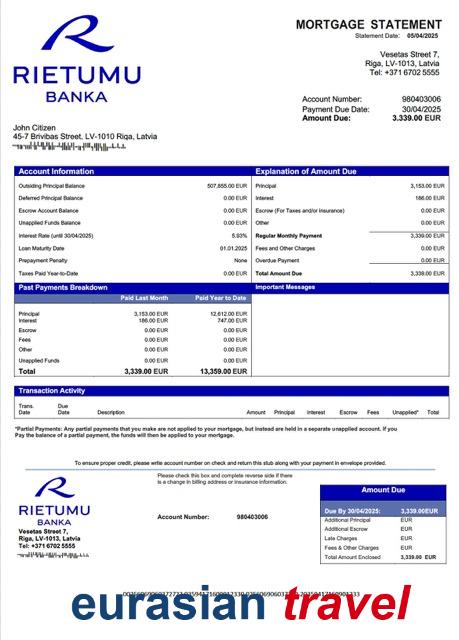 MORTGAGE STATEMENT
Statement Date: 05/04/2025
RIETUMU
BANKA
Vesetas Street 7,
Riga, LV-1013, Latvia
Tel: +371 6702 5555
Account Number: 980403006
Payment Due Date: 30/04/2025
Amount Due: 3.339.00 EUR
John Citizen
45-7 Brivibas Street, LV-1010 Riga, Latvia
Account Information
Outsiding Principal Balance 507,855.00 EUR
Deferred Principal Balance 0.00 EUR
Escrow Account Balance 0.00 EUR
Unapplied Funds Balance 0.00 EUR
Interest Rate (until 30/04/2025) 5.93%
Loan Maturity Date 01.01.2025
Prepayment Penalty None
Taxes Paid Year-to-Date 0.00 EUR
Explanation of Amount Due
Principal 3,153.00 EUR
Interest 186.00 EUR
Escrow (For Taxes and/or Insurance) 0.00 EUR
Other 0.00 EUR
Regular Monthly Payment 3,339.00 EUR
Fees and Other Charges 0.00 EUR
Overdue Payment 0.00 EUR
Total Amount Due 3,339.00 EUR
Past Payments Breakdown
Paid Last Month Paid Year to Date
Principal 3,153.00 EUR 12,612.00 EUR
Interest 186.00 EUR 747.00 EUR
Escrow 0.00 EUR 0.00 EUR
Fees 0.00 EUR 0.00 EUR
Other 0.00 EUR 0.00 EUR
Unapplied Funds 0.00 EUR 0.00 EUR
Total 3,339.00 EUR 13,359.00 EUR
Important Messages
Transaction Activity
Trans. Date Due Date Description Amount Principal Interest Escrow Fees Unapplied* Total
*Partial Payments: Any partial payments that you make are not applied to your mortgage, but instead are held in a separate unapplied account. If you
Pay the balance of a partial payment, the funds will then be applied to your mortgage.
To ensure proper credit, please write account number on check and return this stub along with your payment in envelope provided.
Please check this box and complete reverse side if there
is a change in billing address or insurance information.
RIETUMU
BANKA
Vesetas Street 7,
Riga, LV-1013, Latvia
Tel: +371 6702 5555
Account Number: 980403006
Amount Due
Due By 30/04/2025: 3,339.00EUR
Additional Principal EUR
Additional Escrow EUR
Late Charges EUR
Fees & Other Charges EUR
Total Amount Enclosed 3,339.00 EUR
eurasian travel